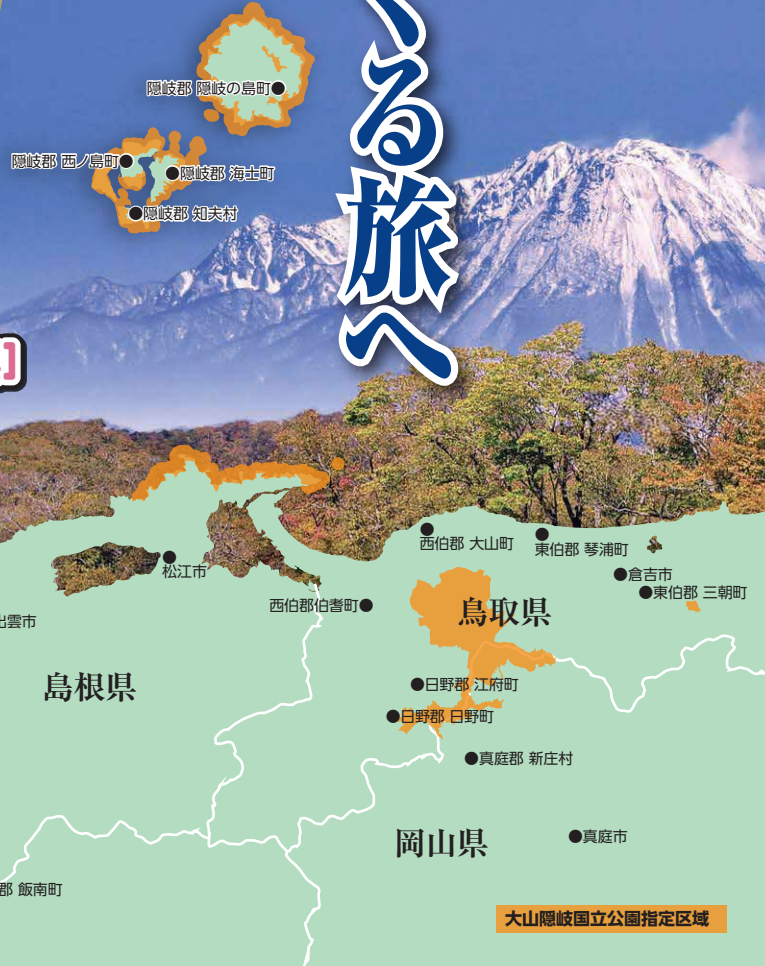 る旅へ
隠岐郡 隠岐の島町
隠岐郡 西ノ島町
隠岐郡 海士町
隠岐郡 知夫村
西伯郡 大山町
東伯郡 琴浦町
松江市
倉吉市
東伯郡 三朝町
西伯郡伯耆町
鳥取県
出雲市
島根県
日野郡 江府町
日野郡 日野町
真庭郡 新庄村
岡山県
真庭市
郡 飯南町
大山隠岐国立公園指定区域